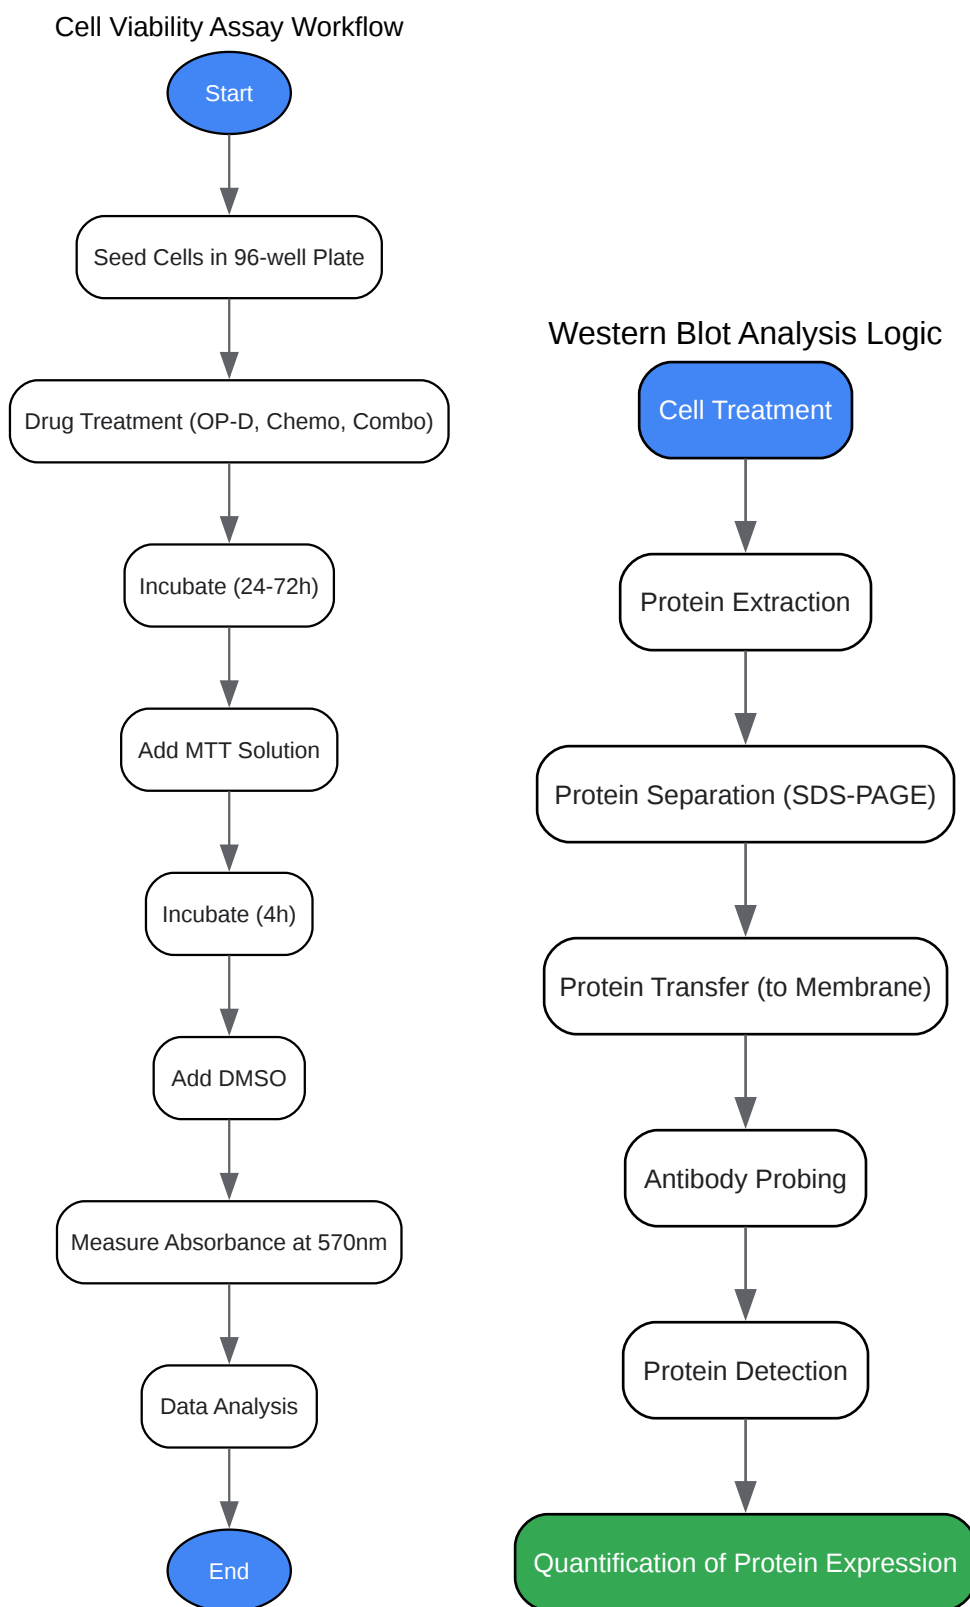 Cell Viability Assay Workflow
Start
Seed Cells in 96-well Plate
Drug Treatment (OP-D, Chemo, Combo)
Incubate (24-72h)
Add MTT Solution
Incubate (4h)
Add DMSO
Measure Absorbance at 570nm
Data Analysis
End
Western Blot Analysis Logic
Cell Treatment
Protein Extraction
Protein Separation (SDS-PAGE)
Protein Transfer (to Membrane)
Antibody Probing
Protein Detection
Quantification of Protein Expression